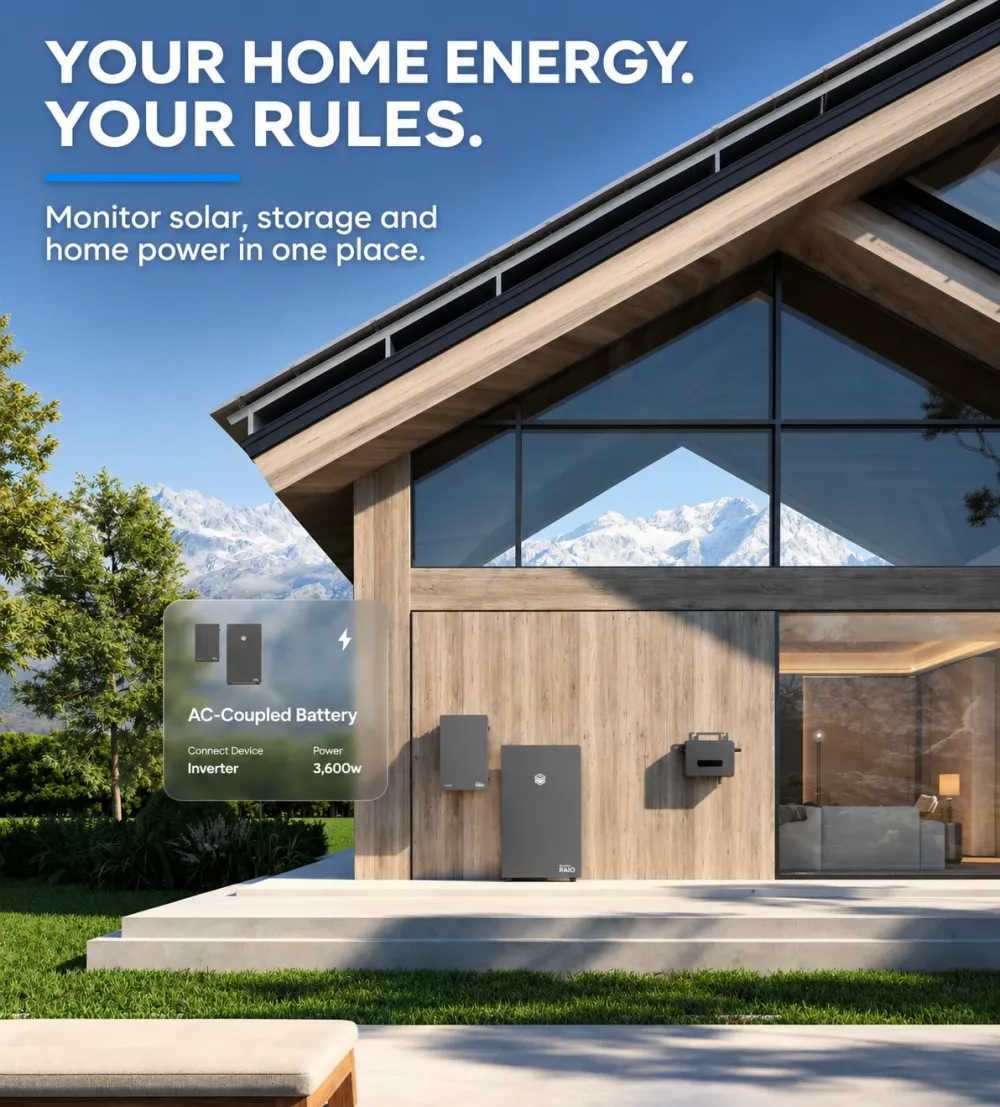 YOUR HOME ENERGY.
YOUR RULES.
Monitor solar, storage and
home power in one place.
AC-Coupled Battery
Connect Device
Power
Inverter
3,600w
RAIO